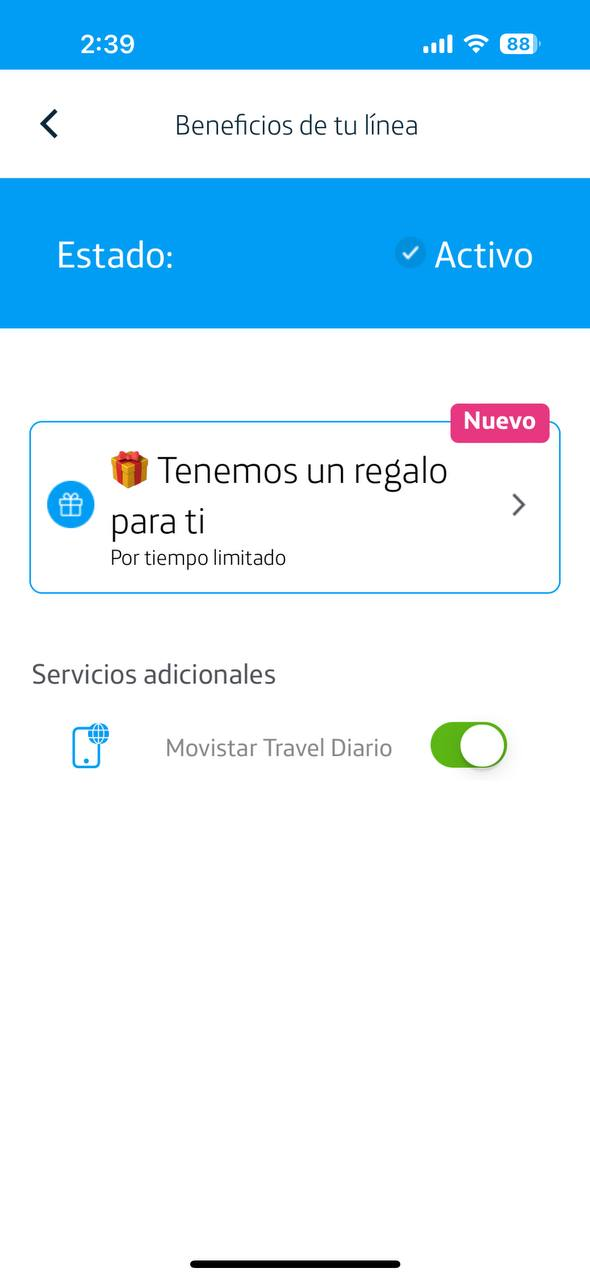 2:39
88
Beneficios de tu línea
Estado:
Activo
Nuevo
🎁 Tenemos un regalo
para ti
Por tiempo limitado
Servicios adicionales
Movistar Travel Diario